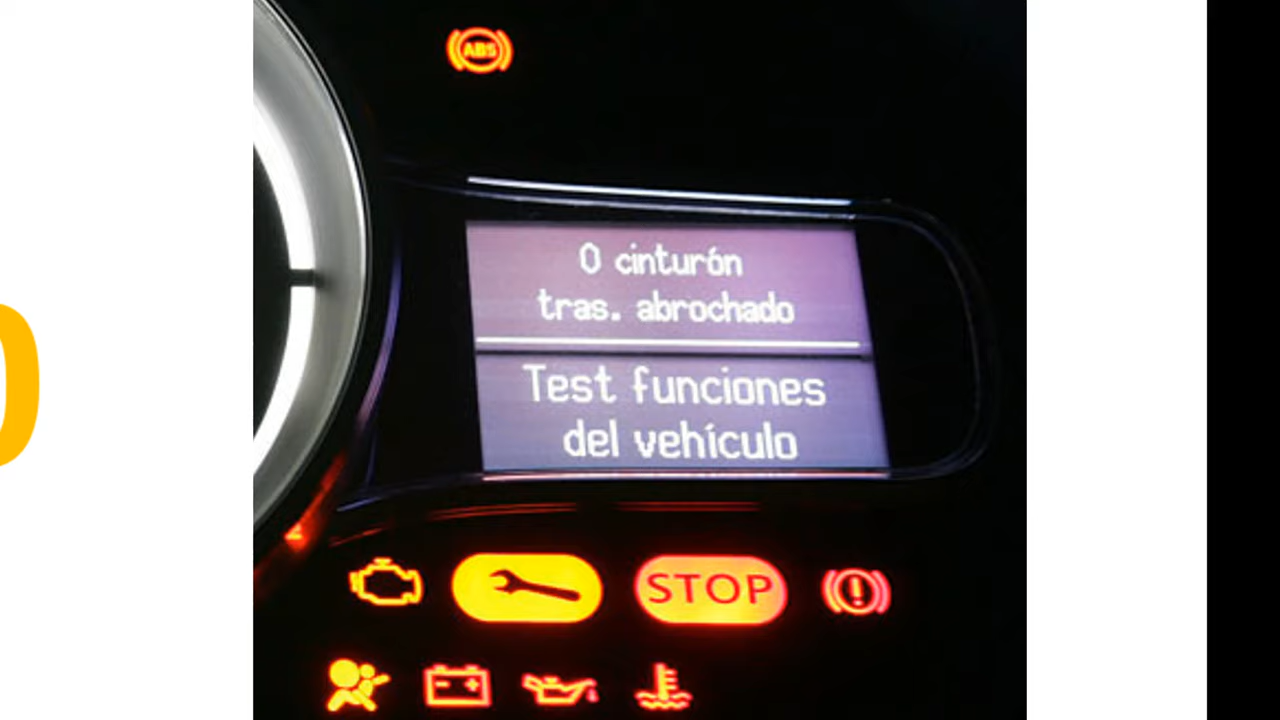 ABS
0 cinturón
tras. abrochado
Test funciones
del vehículo
STOP